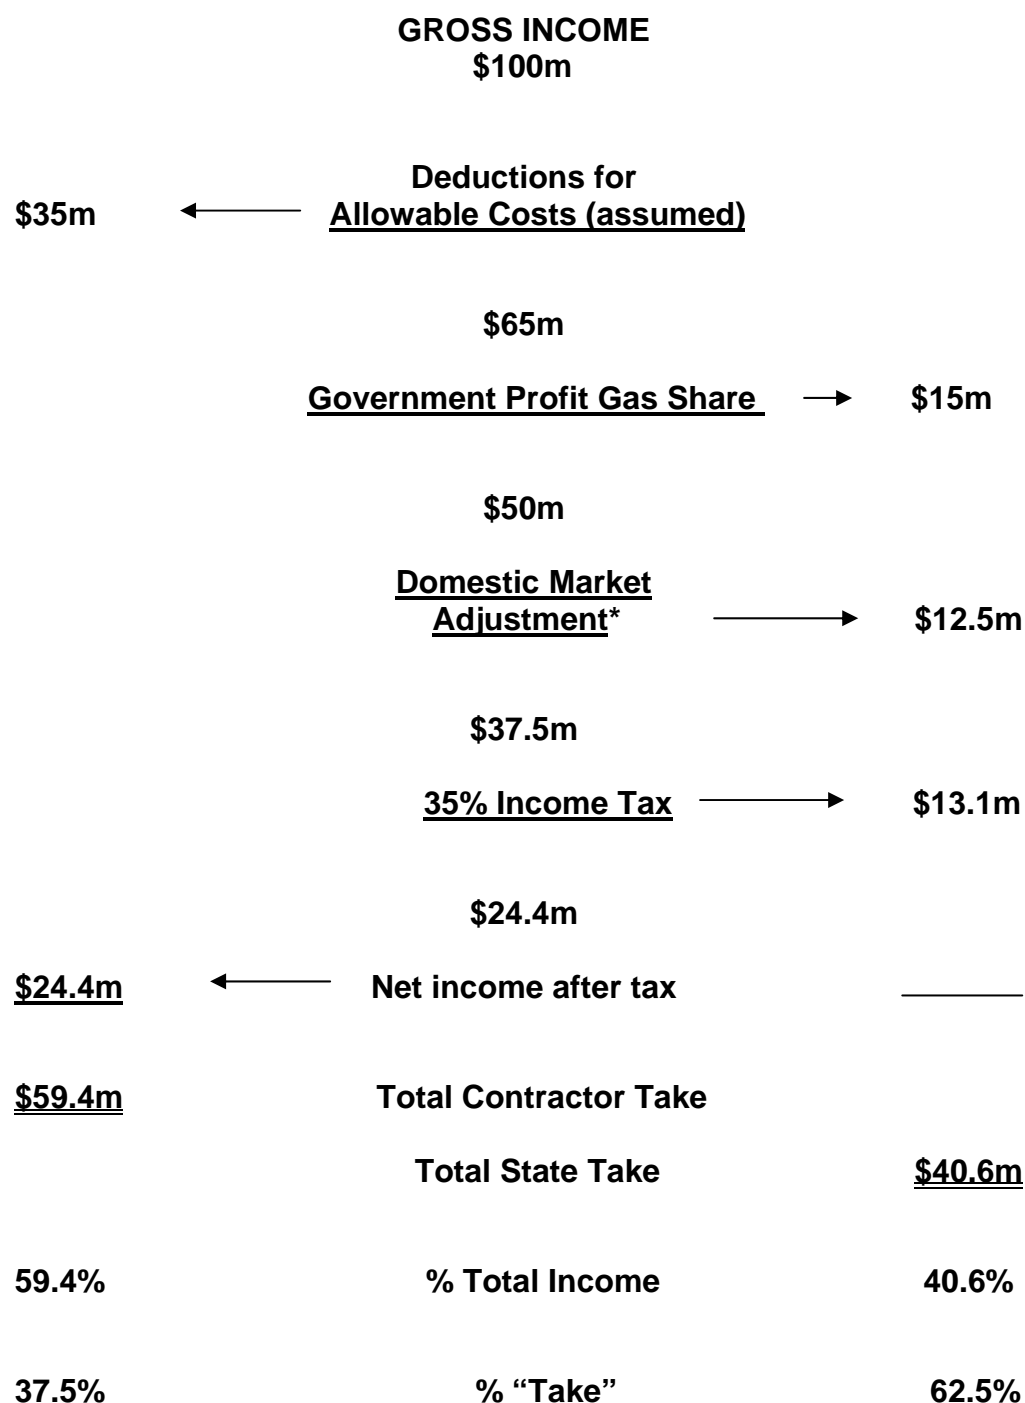 GROSS INCOME
$100m
Deductions for
$35m Allowable Costs (assumed)
$65m
Government Profit Gas Share $15m
$50m
Domestic Market
Adjustment* $12.5m
$37.5m
35% Income Tax $13.1m
$24.4m
$24.4m Net income after tax
$59.4m Total Contractor Take
Total State Take $40.6m
59.4% % Total Income 40.6%
37.5% % “Take” 62.5%